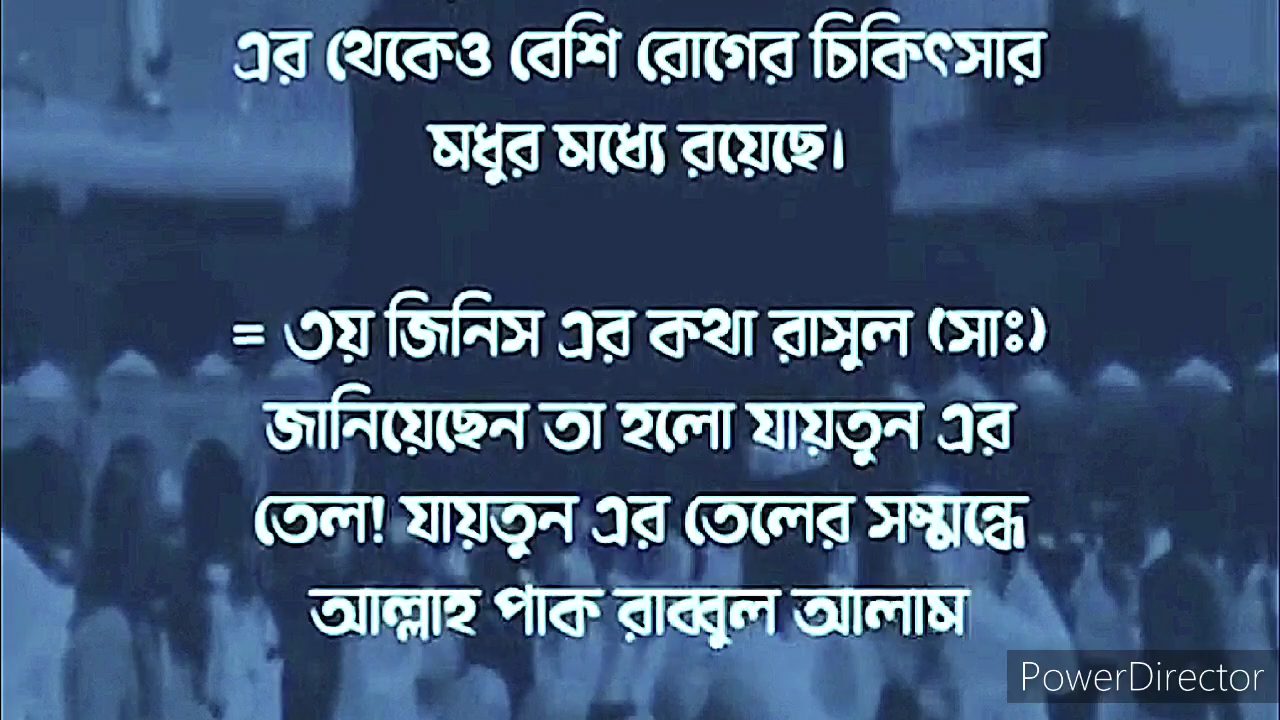 এর থেকেও বেশি রোগের চিকিৎসার
মধুর মধ্যে রয়েছে।
= ৩য় জিনিস এর কথা রাসুল (সাঃ)
জানিয়েছেন তা হলো যায়তুন এর
তেল! যায়তুন এর তেলের সম্মন্ধে
আল্লাহ পাক রাব্বুল আলাম
PowerDirector